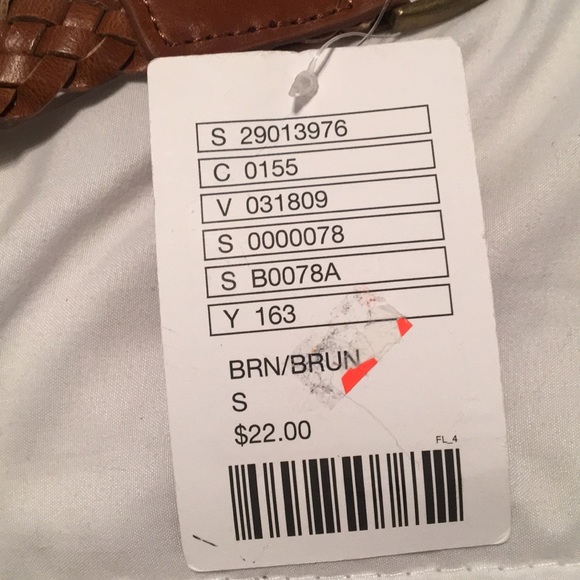 S 29013976
C 0155
V 031809
S 0000078
S B0078A
Y 163
BRN/BRUN
S
$22.00
FL_4